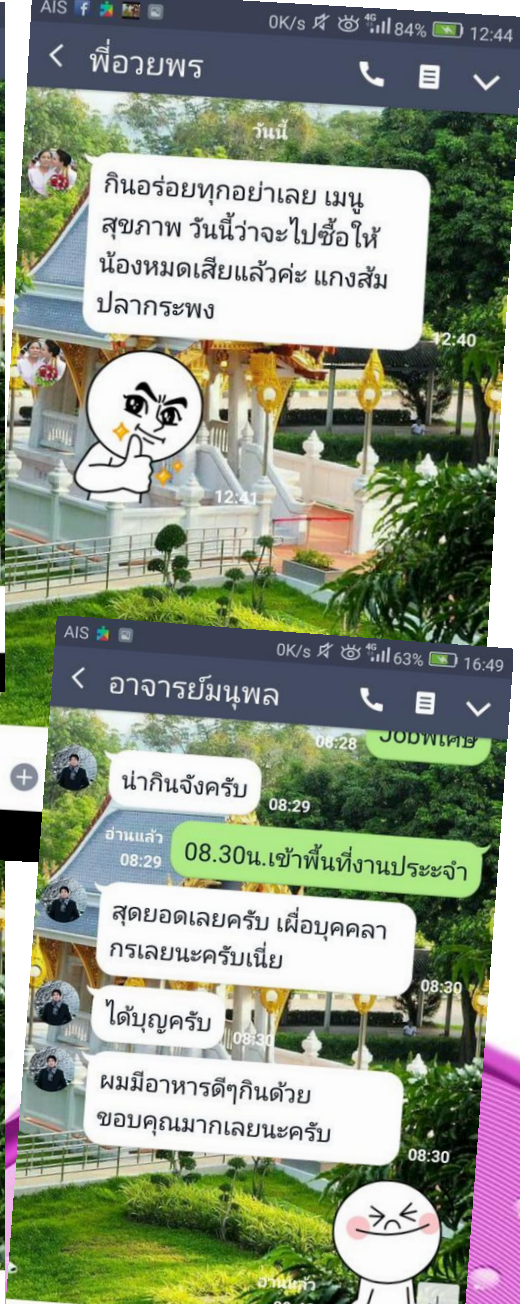 AIS
0K/s 4G 84% 12:44
พี่อวยพร
วันนี้
กินอร่อยทุกอย่าเลย เมนู
สุขภาพ วันนี้ว่าจะไปซื้อให้
น้องหมดเสียแล้วค่ะ แกงส้ม
ปลากระพง
12:40
12:41
AIS
0K/s 4G 63% 16:49
อาจารย์มนุพล
08:28
Jobพิเศษ
น่ากินจังครับ
08:29
อ่านแล้ว
08:29
08.30น.เข้าพื้นที่งานประะจำ
สุดยอดเลยครับ เผื่อบุคคลา
กรเลยนะครับเนี่ย
08:30
ได้บุญครับ
08:30
ผมมีอาหารดีๆกินด้วย
ขอบคุณมากเลยนะครับ
08:30
อ่านแล้ว